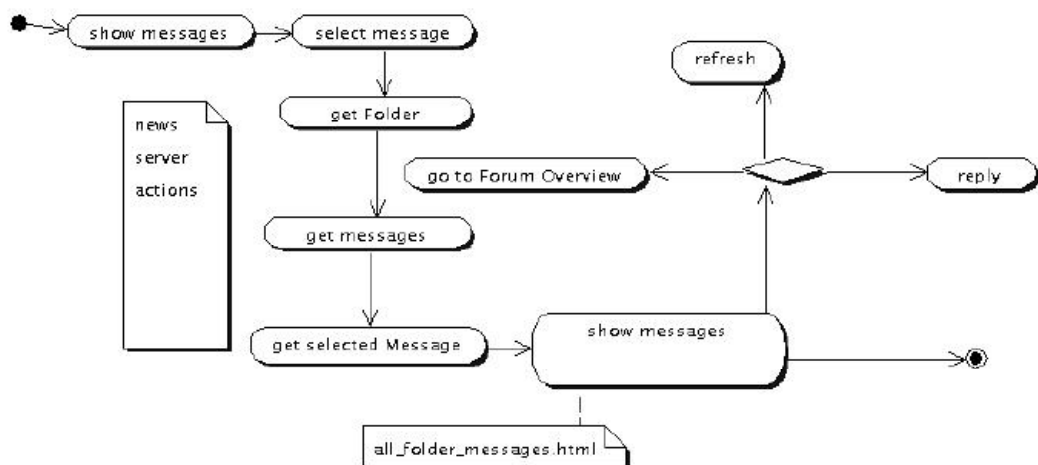 show messages
select message
refresh
get Folder
news
server
actions
go to Forum Overview
reply
get messages
get selected Message
show messages
all_folder_messages.html